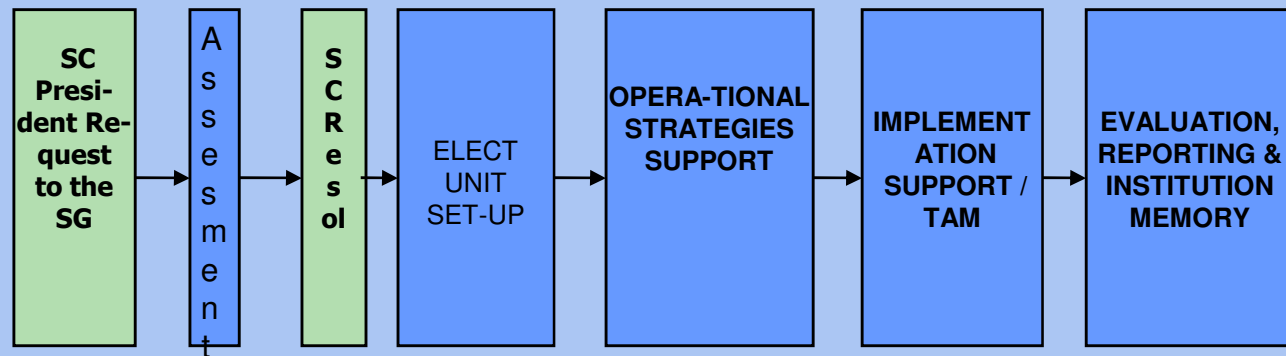 SC
Presi-
dent Re-
quest
to the
SG
A
s
s
e
s
s
m
e
n
t
S
C
R
e
s
ol
ELECT
UNIT
SET-UP
OPERA-TIONAL
STRATEGIES
SUPPORT
IMPLEMENT
ATION
SUPPORT /
TAM
EVALUATION,
REPORTING &
INSTITUTION
MEMORY